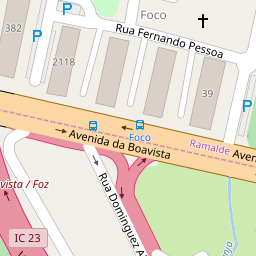 Foco
Rua Fernando Pessoa
382
P
P
2118
39
P
Foco
Ramalde
Aven
Avenida da Boavista
vista / Foz
Rua Domínguez A
IC 23